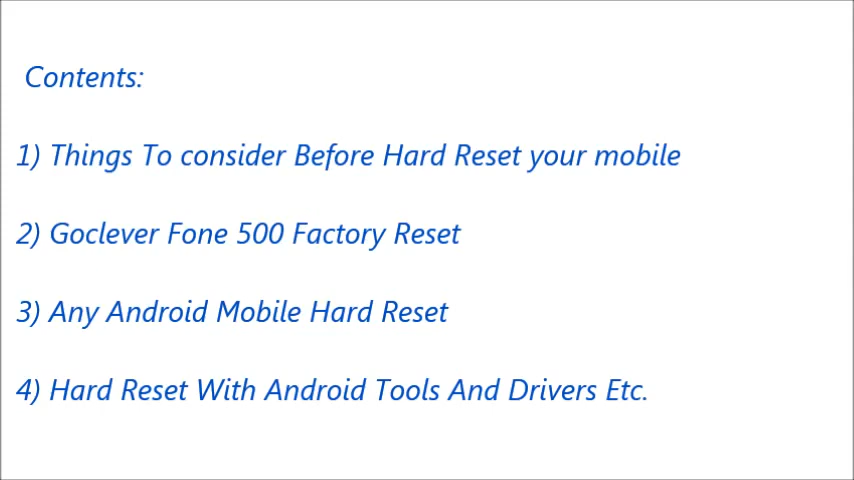 Contents:
1) Things To consider Before Hard Reset your mobile
2) Goclever Fone 500 Factory Reset
3) Any Android Mobile Hard Reset
4) Hard Reset With Android Tools And Drivers Etc.